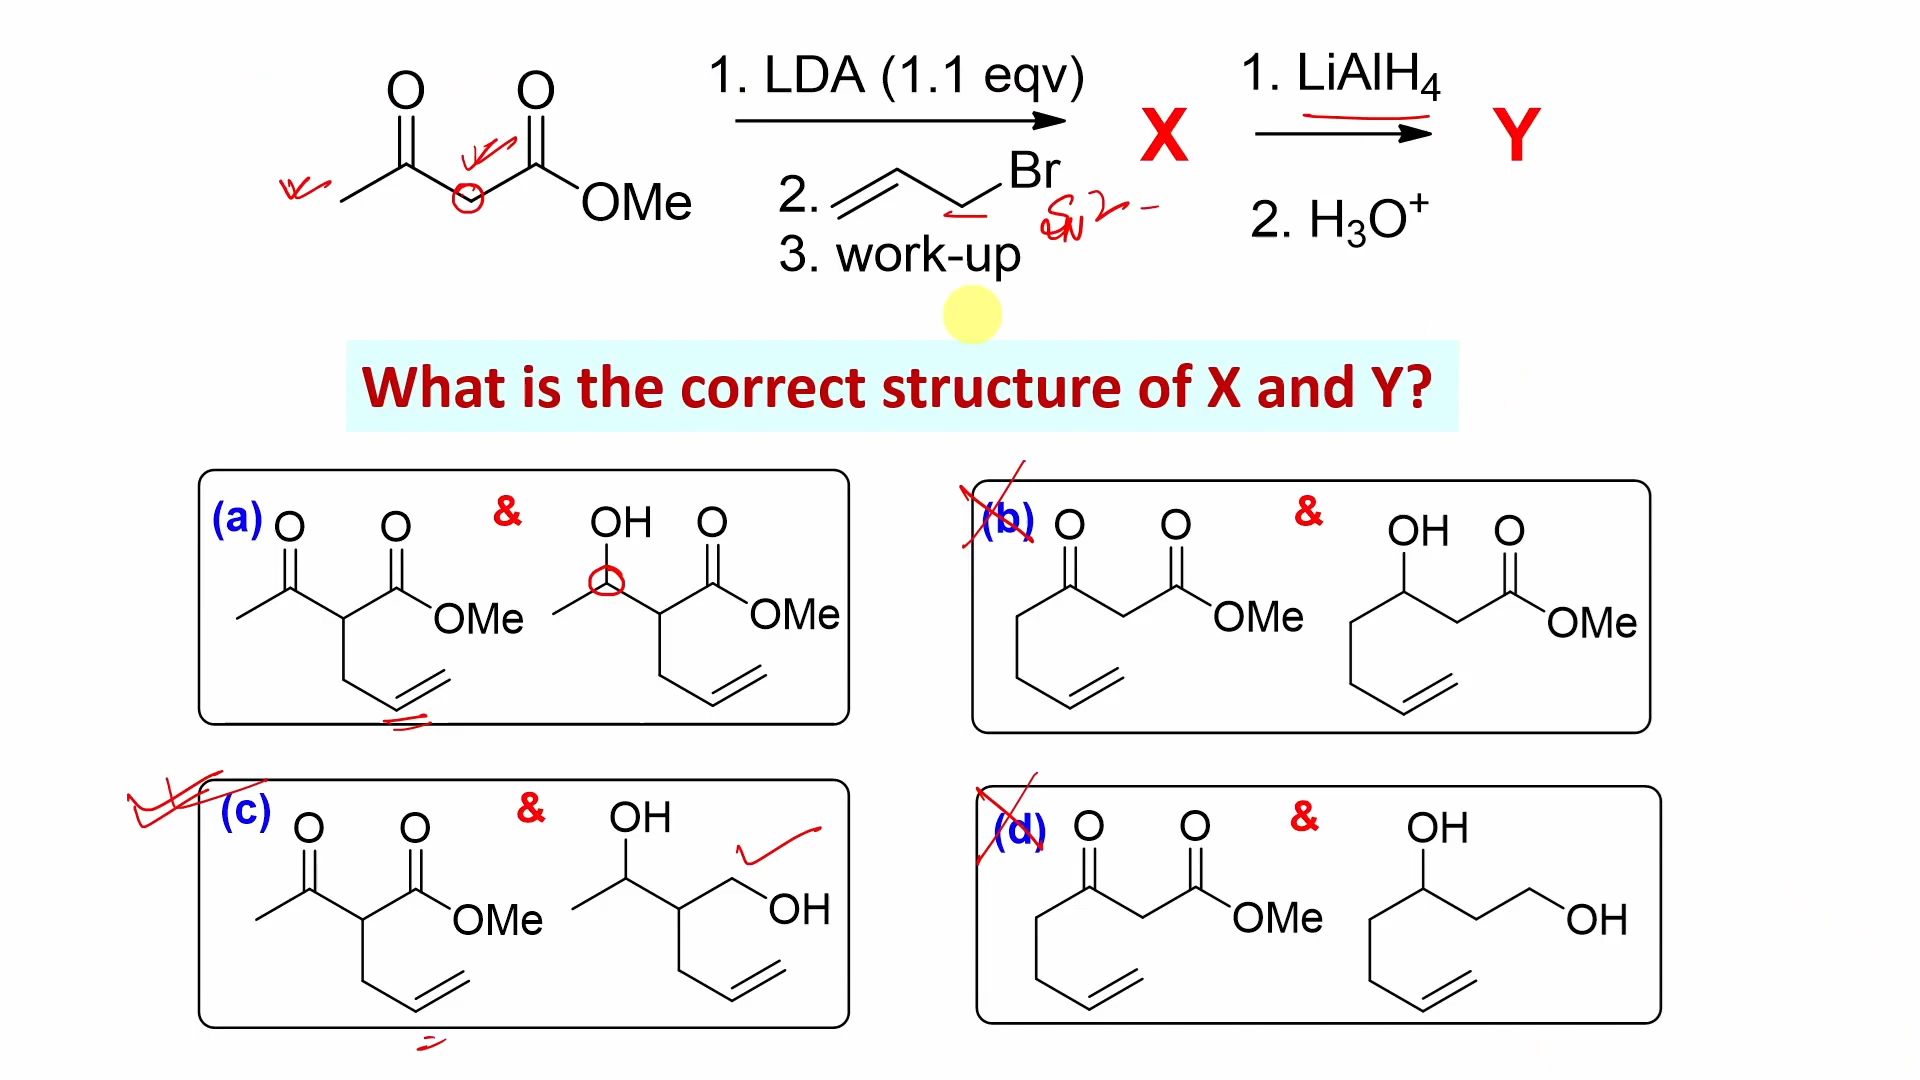 O O
OMe
1. LDA (1.1 eqv)
2. Br
3. work-up
SN2
X
1. LiAlH4
2. H3O+
Y
What is the correct structure of X and Y?
(a) O O OMe & OH O OMe
(b) O O OMe & OH O OMe
(c) O O OMe & OH OH
(d) O O OMe & OH OH